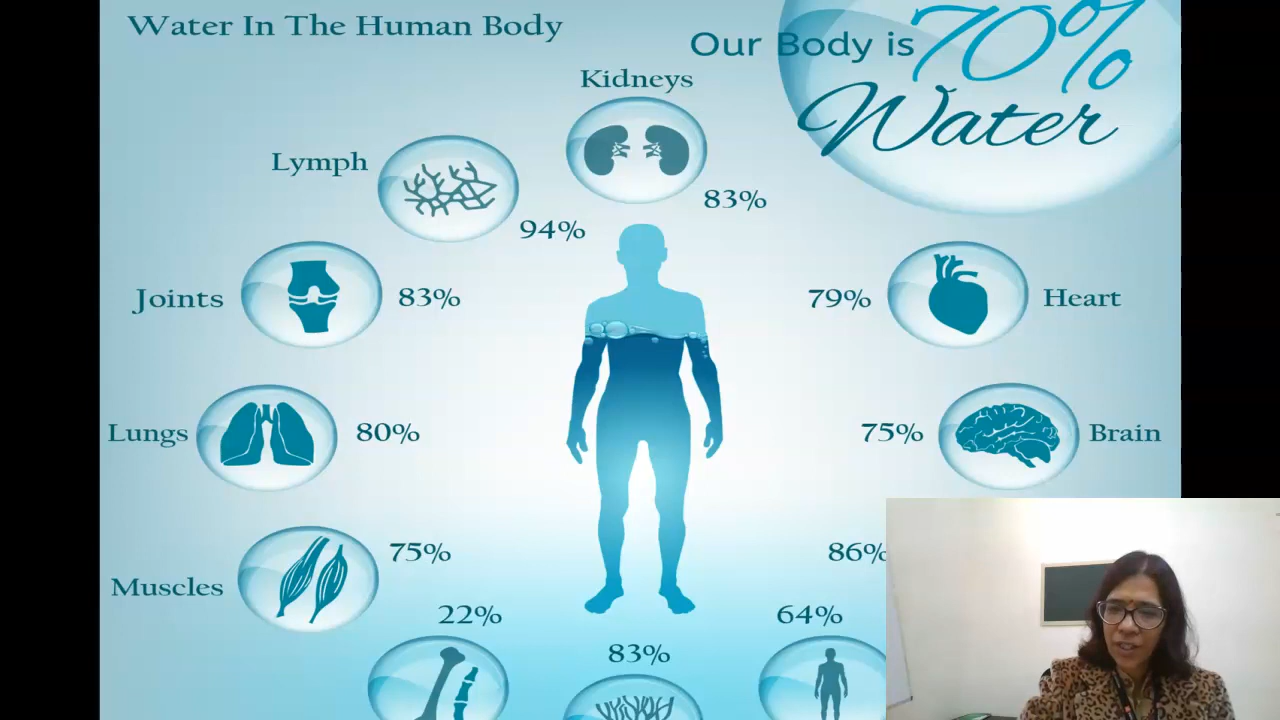 Water In The Human Body
Our Body is 70%
Water
Kidneys
83%
Lymph
94%
Joints
83%
79%
Heart
Lungs
80%
75%
Brain
Muscles
75%
86%
22%
64%
83%